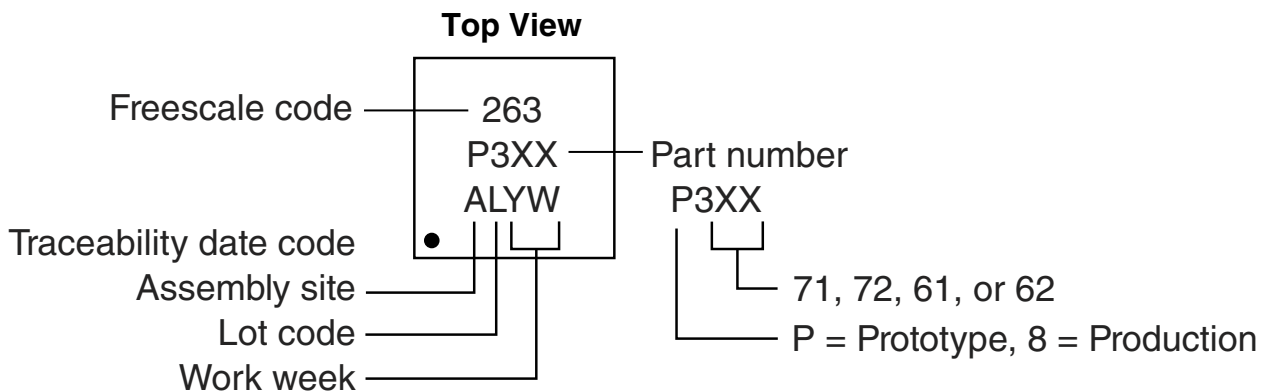 Top View
Freescale code
263
P3XX
Part number
ALYW
P3XX
Traceability date code
Assembly site
71, 72, 61, or 62
Lot code
P = Prototype, 8 = Production
Work week